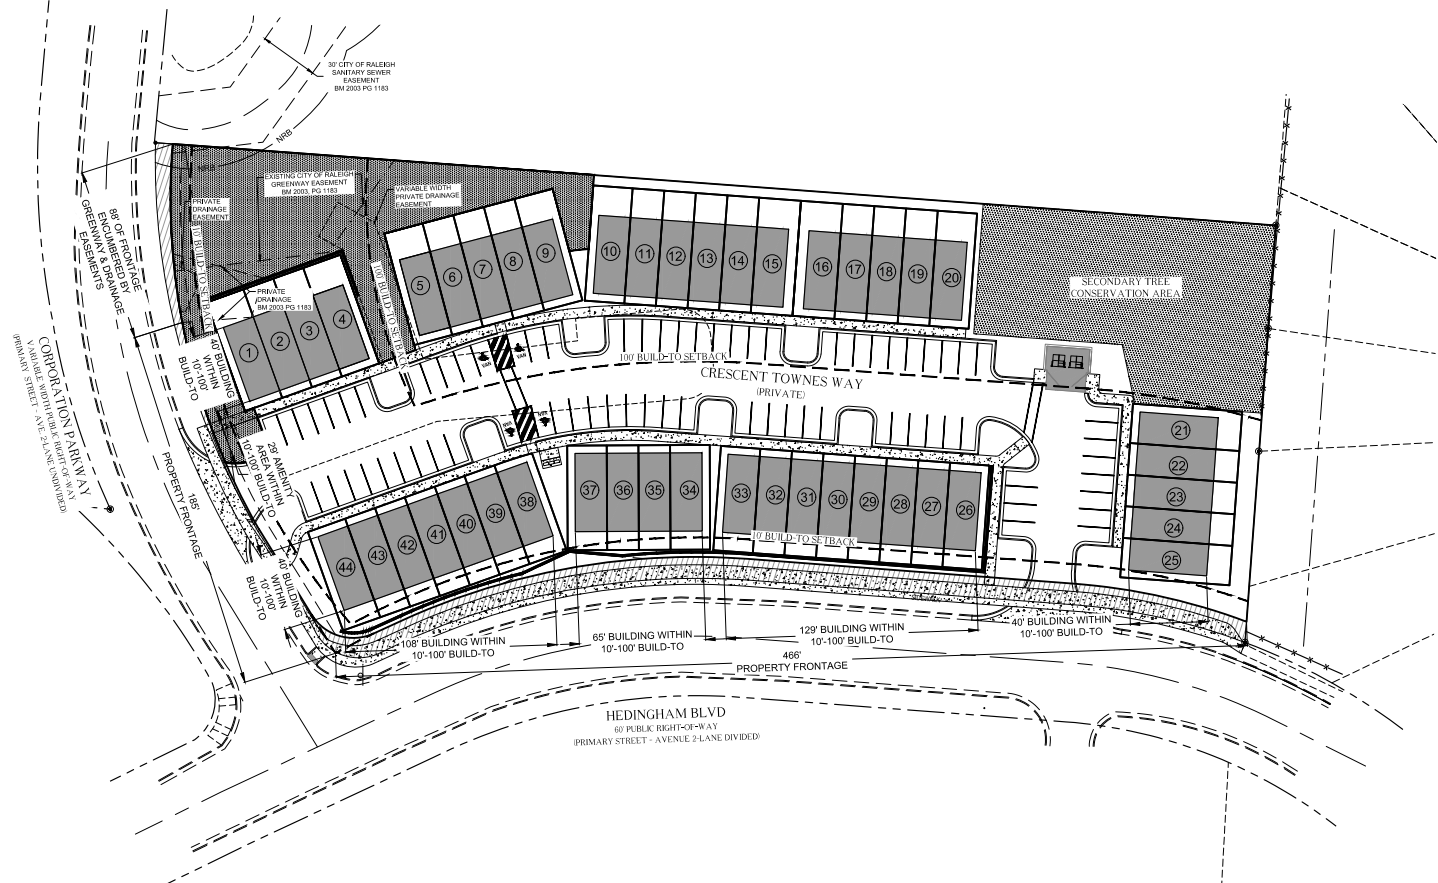 30' CITY OF RALEIGH
SANITARY SEWER
EASEMENT
BM 2003 PG 1183
NRB
NRB
EXISTING CITY OF RALEIGH
GREENWAY EASEMENT
BM 2003, PG 1183
VARIABLE WIDTH
PRIVATE DRAINAGE
EASEMENT
PRIVATE
DRAINAGE
EASEMENT
88' OF FRONTAGE
ENCUMBERED BY
GREENWAY & DRAINAGE
EASEMENTS
10' BUILD-TO SETBACK
100' BUILD-TO SETBACK
PRIVATE
DRAINAGE
BM 2003 PG 1183
1
2
3
4
5
6
7
8
9
10
11
12
13
14
15
16
17
18
19
20
SECONDARY TREE
CONSERVATION AREA
40' BUILDING
WITHIN
10'-100'
BUILD-TO
100' BUILD-TO SETBACK
CRESCENT TOWNES WAY
(PRIVATE)
VAN
VAN
VAN
VAN
CORPORATION PARKWAY
VARIABLE WIDTH PUBLIC RIGHT-OF-WAY
(PRIMARY STREET - AVE 2-LANE UNDIVIDED)
185'
PROPERTY FRONTAGE
29' AMENITY
AREA WITHIN
10'-100' BUILD-TO
21
22
23
24
25
44
43
42
41
40
39
38
37
36
35
34
33
32
31
30
29
28
27
26
10' BUILD-TO SETBACK
40' BUILDING
WITHIN
10'-100'
BUILD-TO
108' BUILDING WITHIN
10'-100' BUILD-TO
65' BUILDING WITHIN
10'-100' BUILD-TO
129' BUILDING WITHIN
10'-100' BUILD-TO
40' BUILDING WITHIN
10'-100' BUILD-TO
466'
PROPERTY FRONTAGE
HEDINGHAM BLVD
60' PUBLIC RIGHT-OF-WAY
(PRIMARY STREET - AVENUE 2-LANE DIVIDED)